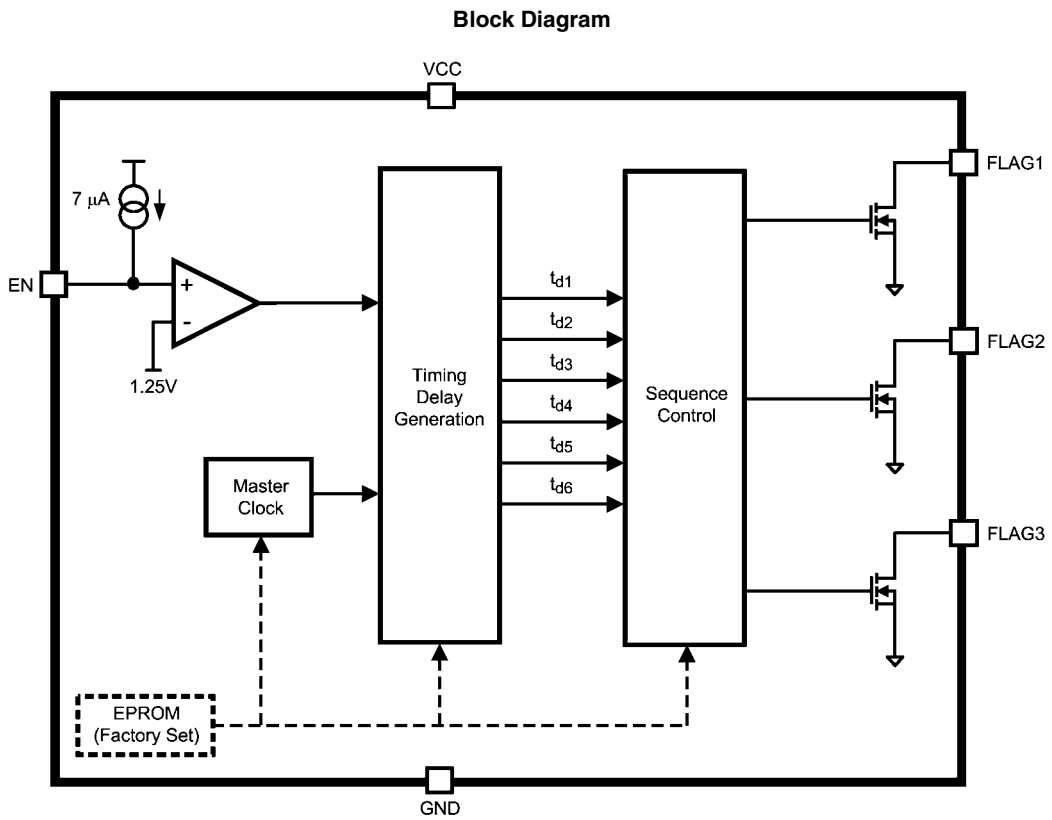 Block Diagram
VCC
FLAG1
7 μA
EN
+
-
1.25V
td1
td2
td3
td4
td5
td6
Timing
Delay
Generation
Sequence
Control
FLAG2
Master
Clock
FLAG3
EPROM
(Factory Set)
GND